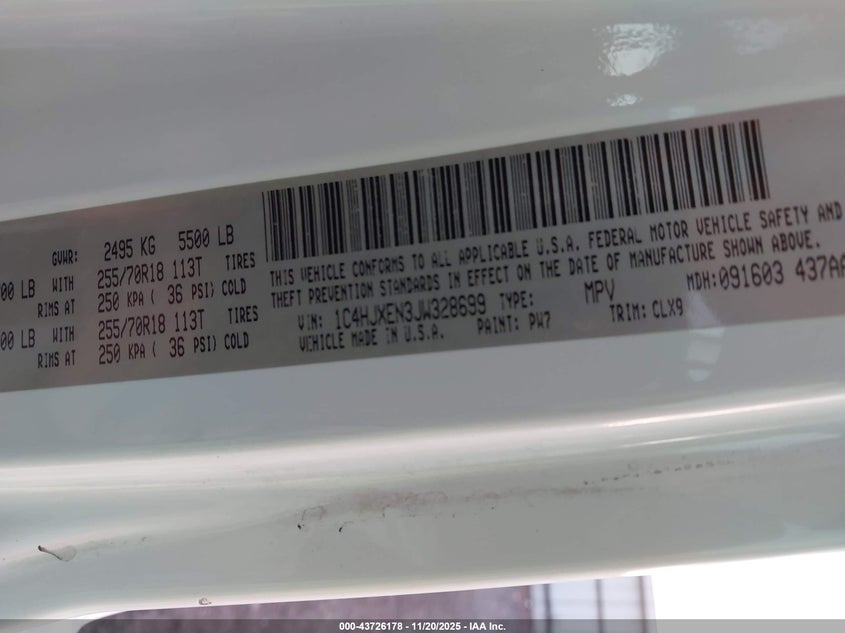 GVWR: 2495 KG 5500 LB
00 LB WITH 255/70R18 113T TIRES
RIMS AT 250 KPA ( 36 PSI) COLD
00 LB WITH 255/70R18 113T TIRES
RIMS AT 250 KPA ( 36 PSI) COLD
THIS VEHICLE CONFORMS TO ALL APPLICABLE U.S.A. FEDERAL MOTOR VEHICLE SAFETY AND
THEFT PREVENTION STANDARDS IN EFFECT ON THE DATE OF MANUFACTURE SHOWN ABOVE.
VIN: 1C4HJXEN3JW328699 TYPE: MPV MDH:091603 437AA
VEHICLE MADE IN U.S.A. PAINT: PW7 TRIM: CLX9
000-43726178 - 11/20/2025 - IAA Inc.